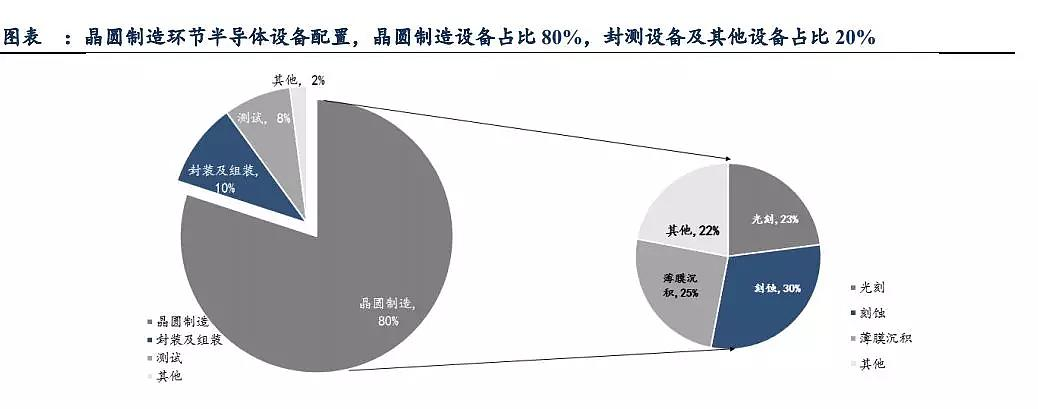 图表 ：晶圆制造环节半导体设备配置，晶圆制造设备占比 80%，封测设备及其他设备占比 20%
其他, 2%
测试, 8%
封装及组装,
10%
晶圆制造,
80%
晶圆制造
封装及组装
测试
其他
光刻, 23%
其他, 22%
薄膜沉
积, 25%
刻蚀, 30%
光刻
刻蚀
薄膜沉积
其他